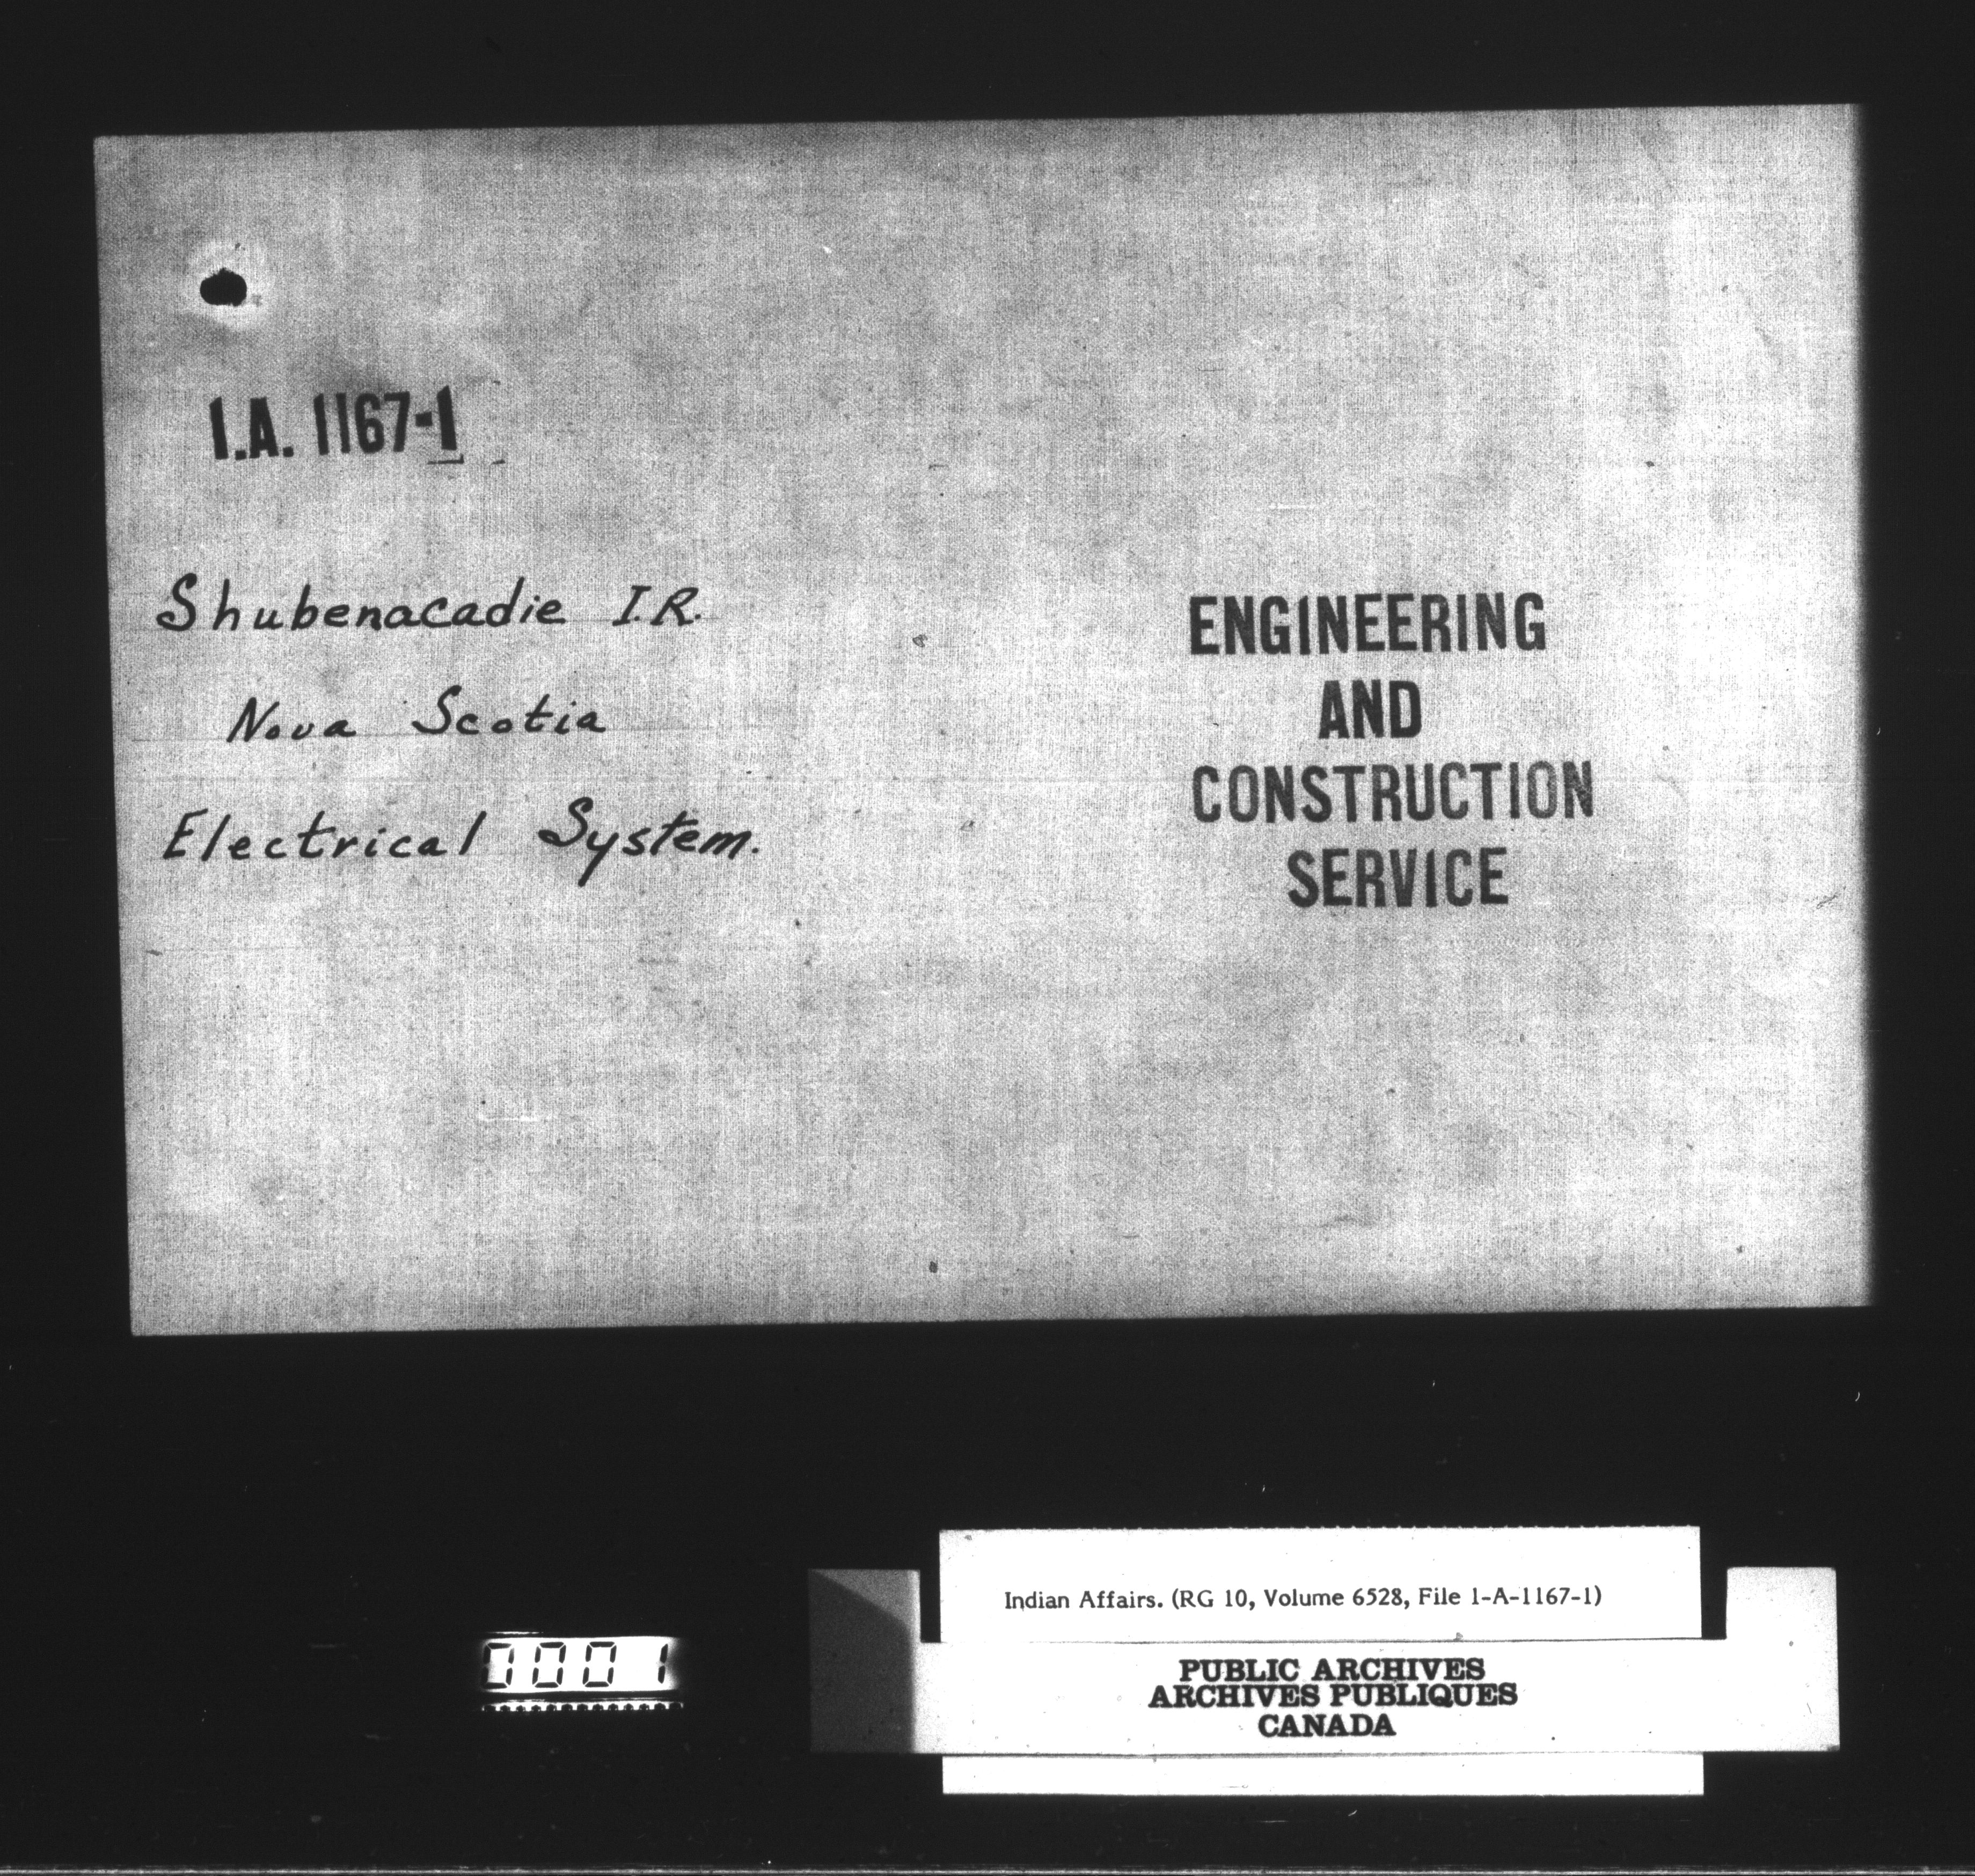 I.A. 1167-1
Shubenacadie I.R.
Nova Scotia
Electrical System.
ENGINEERING
AND
CONSTRUCTION
SERVICE
0001
Indian Affairs. (RG 10, Volume 6528, File 1-A-1167-1)
PUBLIC ARCHIVES
ARCHIVES PUBLIQUES
CANADA